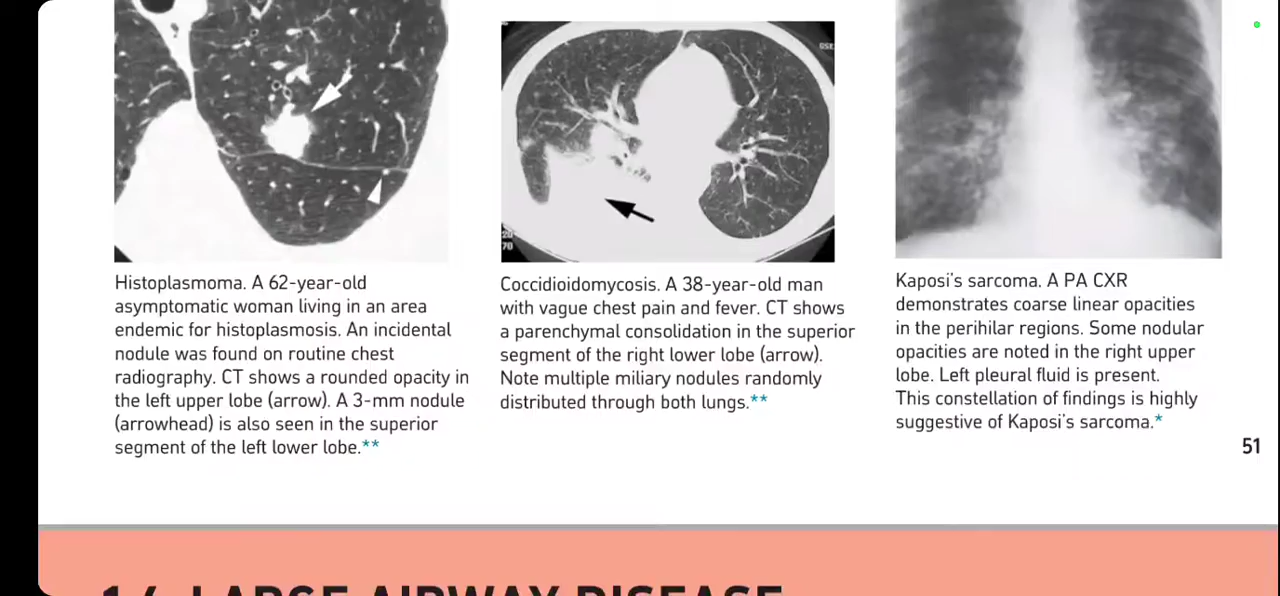 OSK
20
70
Histoplasmoma. A 62-year-old
asymptomatic woman living in an area
endemic for histoplasmosis. An incidental
nodule was found on routine chest
radiography. CT shows a rounded opacity in
the left upper lobe (arrow). A 3-mm nodule
(arrowhead) is also seen in the superior
segment of the left lower lobe.**
Coccidioidomycosis. A 38-year-old man
with vague chest pain and fever. CT shows
a parenchymal consolidation in the superior
segment of the right lower lobe (arrow).
Note multiple miliary nodules randomly
distributed through both lungs.**
Kaposi's sarcoma. A PA CXR
demonstrates coarse linear opacities
in the perihilar regions. Some nodular
opacities are noted in the right upper
lobe. Left pleural fluid is present.
This constellation of findings is highly
suggestive of Kaposi's sarcoma.*
51
LARGE AIRWAY DISEASE